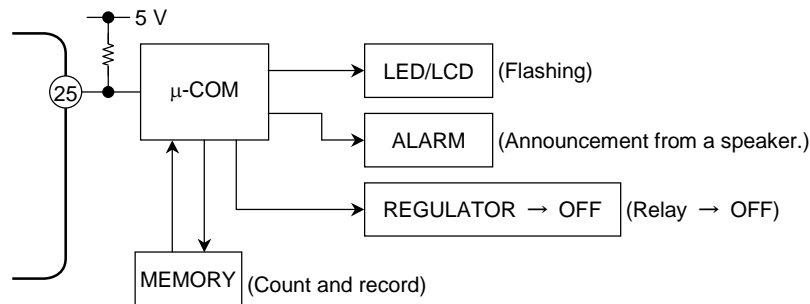 5 V
25
μ-COM
LED/LCD (Flashing)
ALARM (Announcement from a speaker.)
REGULATOR → OFF (Relay → OFF)
MEMORY (Count and record)